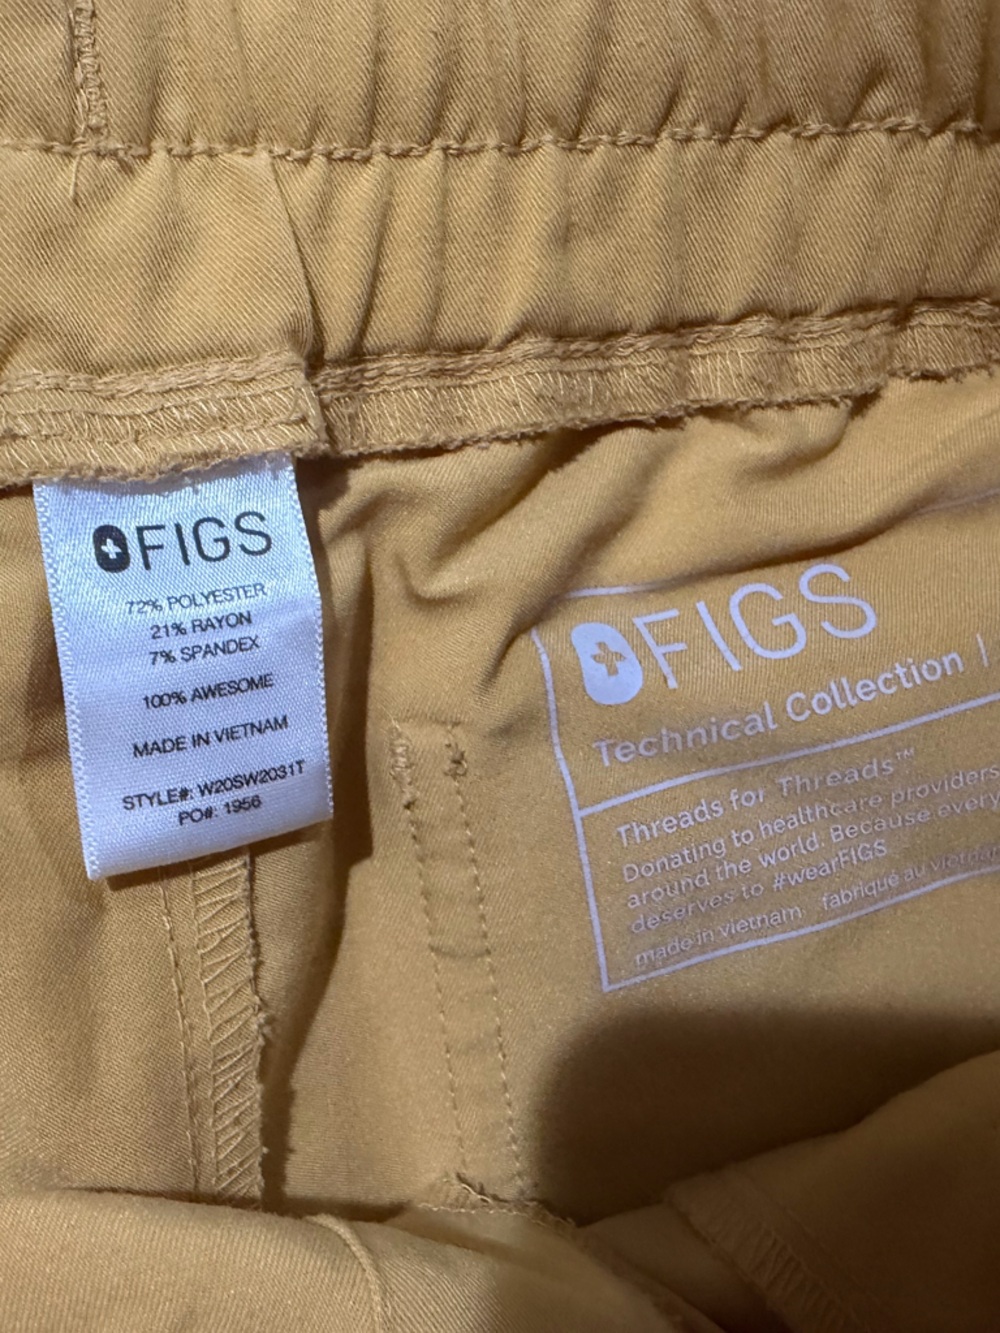 FIGS
72% POLYESTER
21% RAYON
7% SPANDEX
100% AWESOME
MADE IN VIETNAM
STYLE#: W20SW2031T
PO#: 1956
FIGS
Technical Collection |
Threads for Threads™
Donating to healthcare providers
around the world. Because every
deserves to #wearFIGS
made in vietnam fabriqué au vietnam